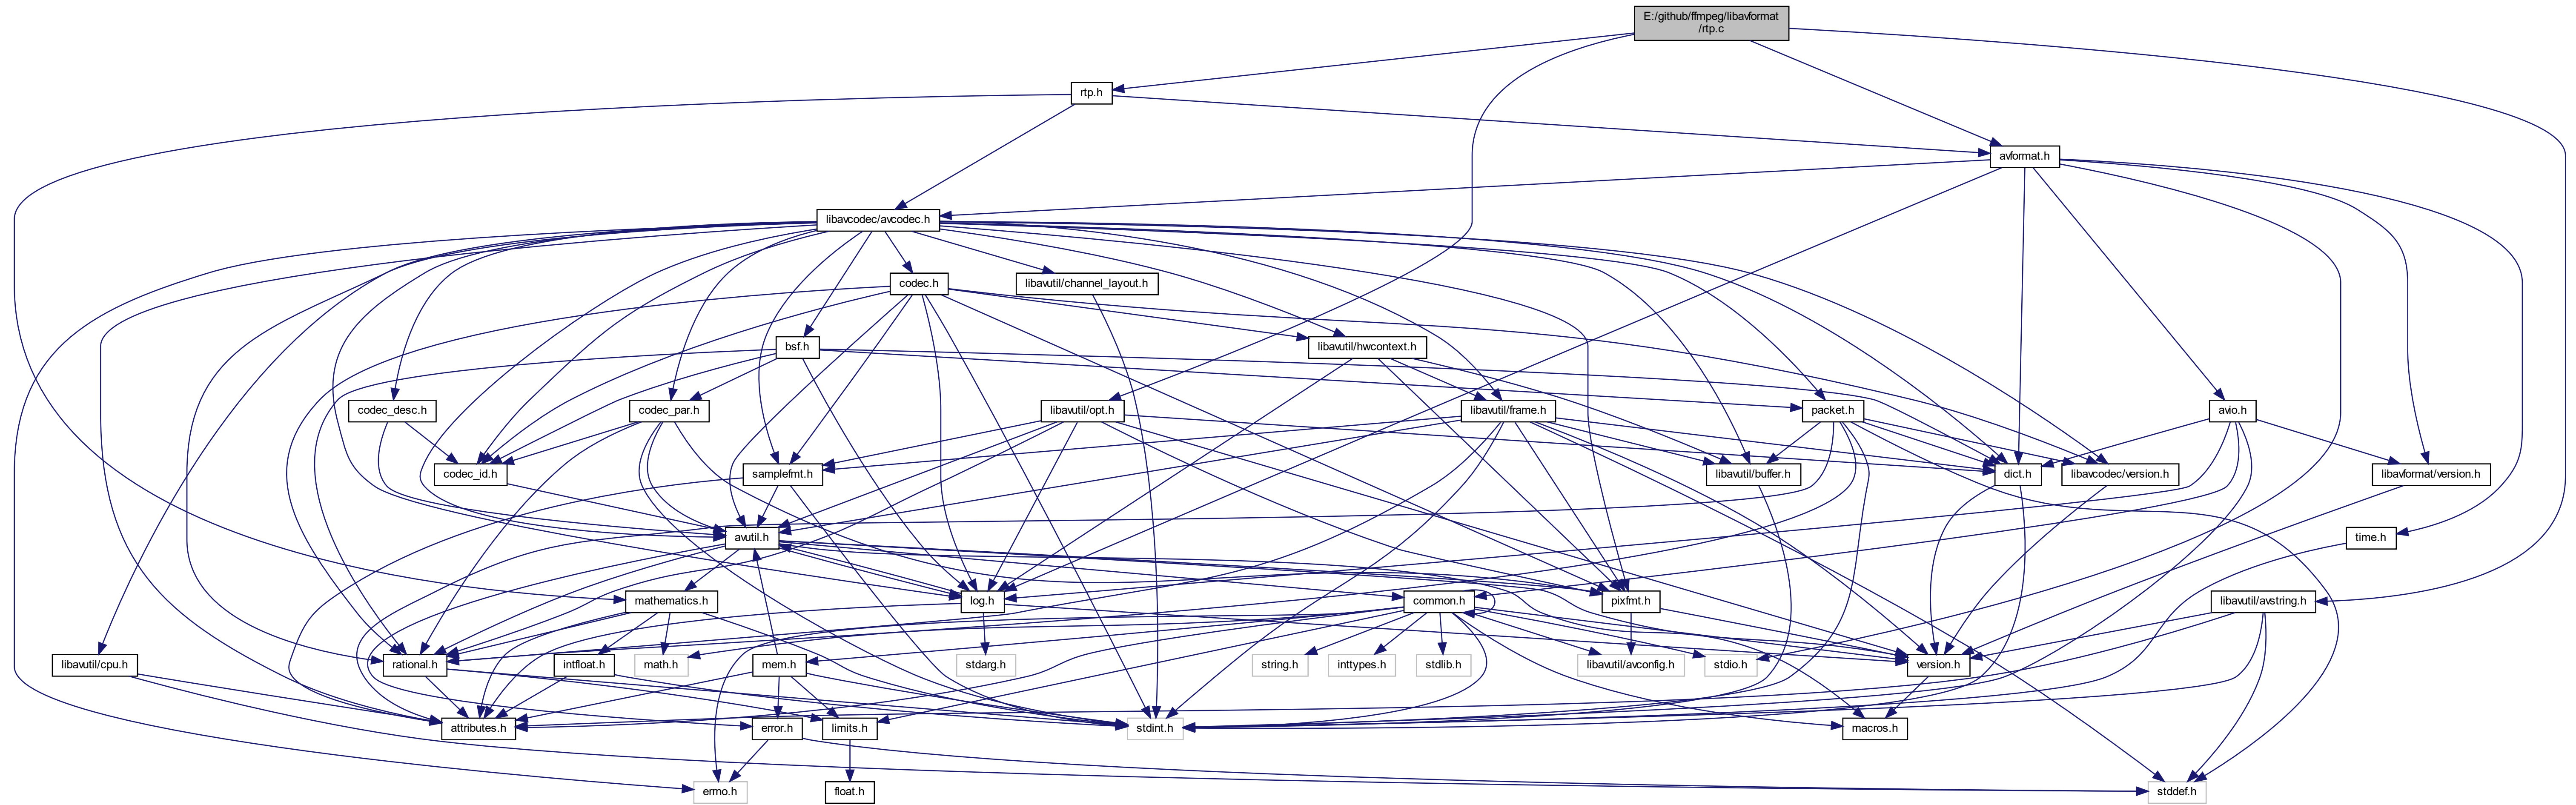 E:/github/ffmpeg/libavformat
/rtp.c
rtp.h
avformat.h
libavcodec/avcodec.h
codec.h
libavutil/channel_layout.h
bsf.h
libavutil/hwcontext.h
codec_desc.h
codec_par.h
libavutil/opt.h
libavutil/frame.h
packet.h
avio.h
codec_id.h
samplefmt.h
libavutil/buffer.h
dict.h
libavcodec/version.h
libavformat/version.h
avutil.h
time.h
mathematics.h
log.h
common.h
pixfmt.h
libavutil/avstring.h
libavutil/cpu.h
rational.h
intfloat.h
math.h
mem.h
stdarg.h
string.h
inttypes.h
stdlib.h
libavutil/avconfig.h
stdio.h
version.h
attributes.h
error.h
limits.h
stdint.h
macros.h
errno.h
float.h
stddef.h